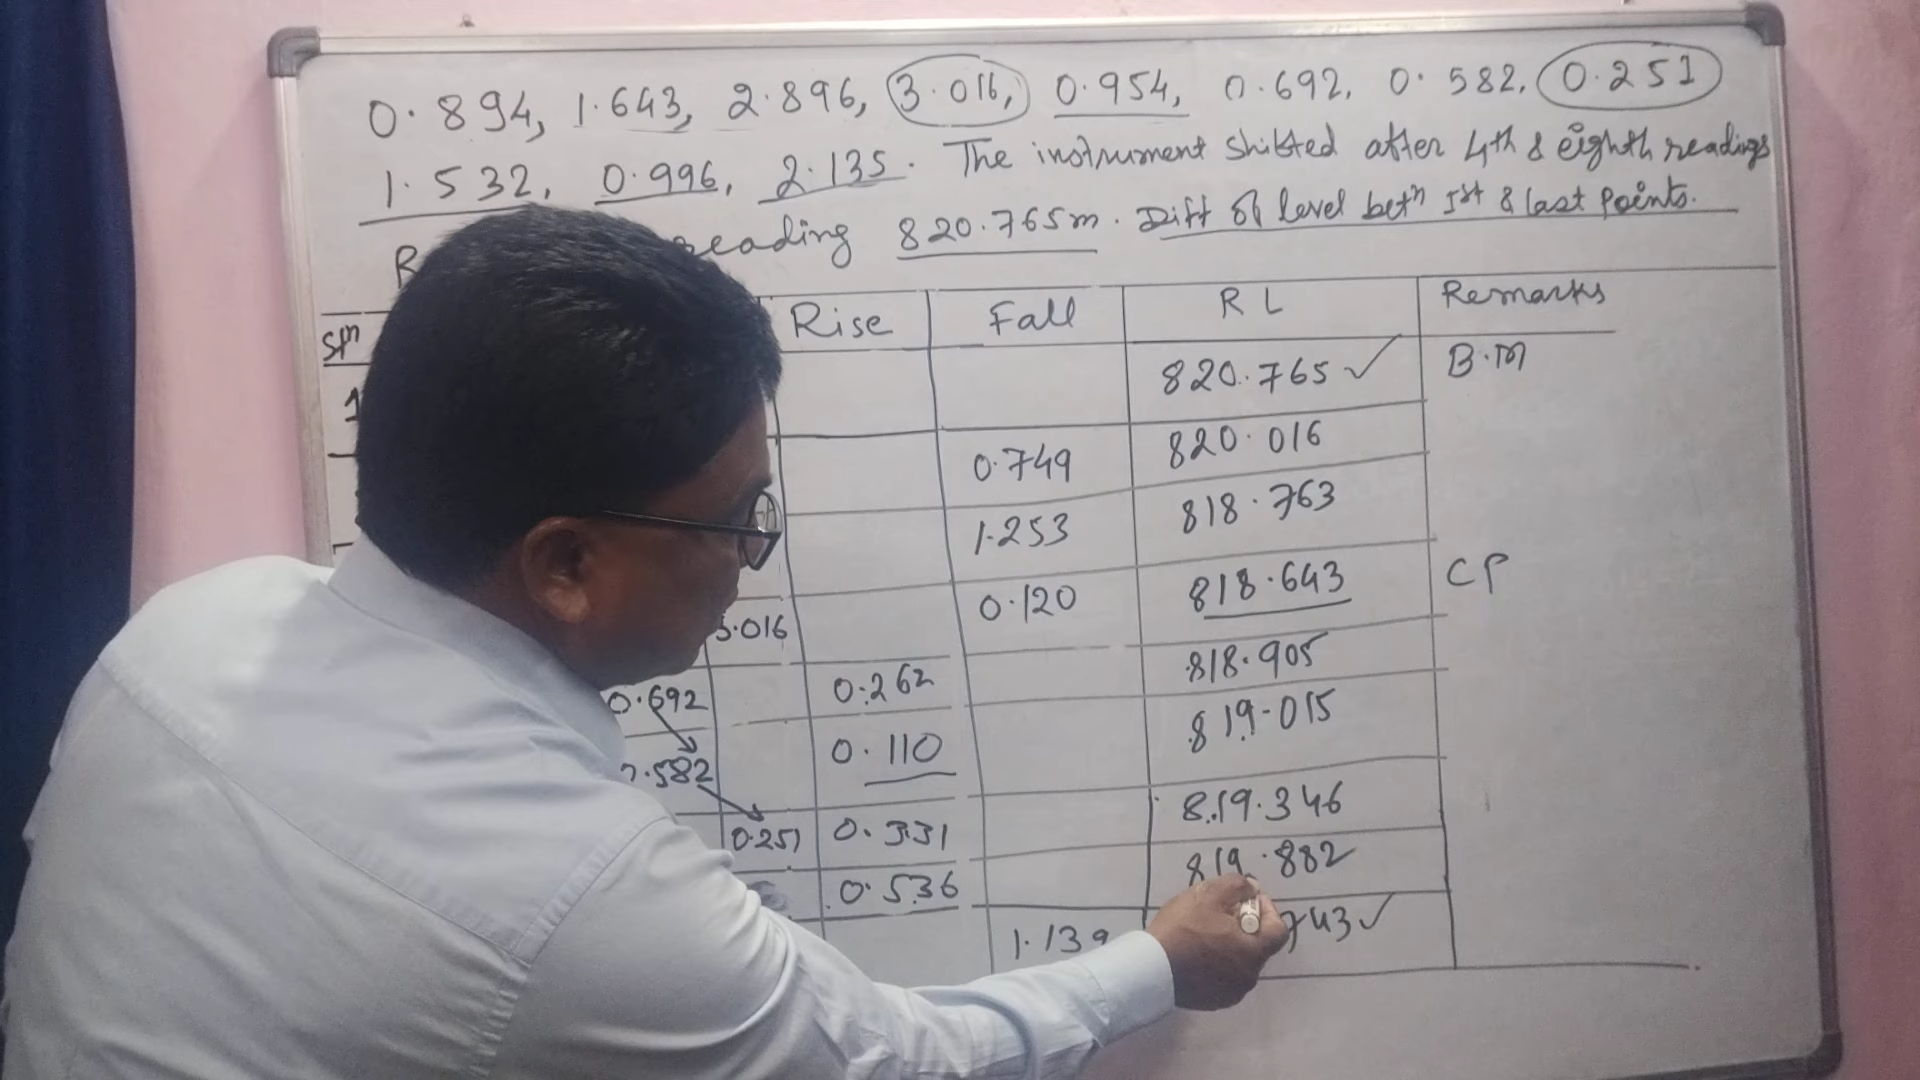 0.894, 1.643, 2.896, 3.016, 0.954, 0.692, 0.582, 0.251
1.532, 0.996, 2.135. The instrument shifted after 4th & eighth readings
R reading 820.765m. Diff of level betn Ist & last points.
Stn Rise Fall RL Remarks
1 820.765 ✓ B.M
0.749 820.016
1.253 818.763
3.016 0.120 818.643 CP
0.692 0.262 818.905
.582 0.110 819.015
0.251 0.331 819.346
0.536 819.882
1.139 743 ✓